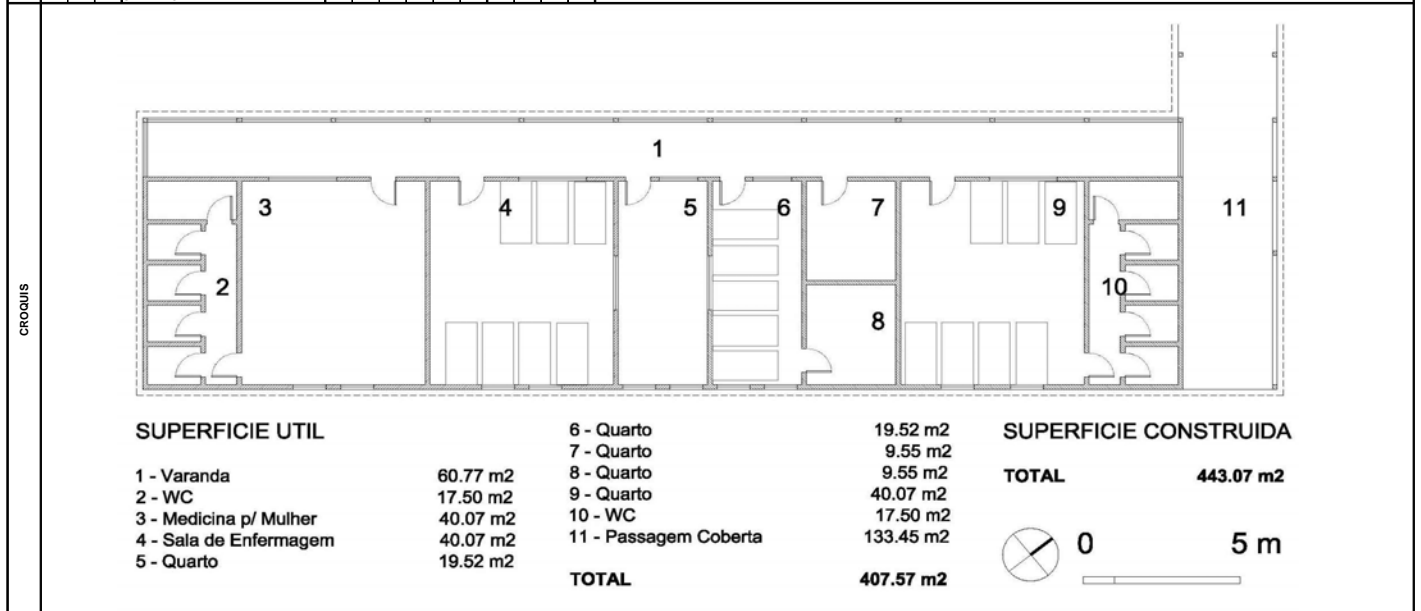 CROQUIS
1
2
3
4
5
6
7
8
9
10
11
SUPERFICIE UTIL
1 - Varanda 60.77 m2
2 - WC 17.50 m2
3 - Medicina p/ Mulher 40.07 m2
4 - Sala de Enfermagem 40.07 m2
5 - Quarto 19.52 m2
6 - Quarto 19.52 m2
7 - Quarto 9.55 m2
8 - Quarto 9.55 m2
9 - Quarto 40.07 m2
10 - WC 17.50 m2
11 - Passagem Coberta 133.45 m2
TOTAL 407.57 m2
SUPERFICIE CONSTRUIDA
TOTAL 443.07 m2
0 5 m